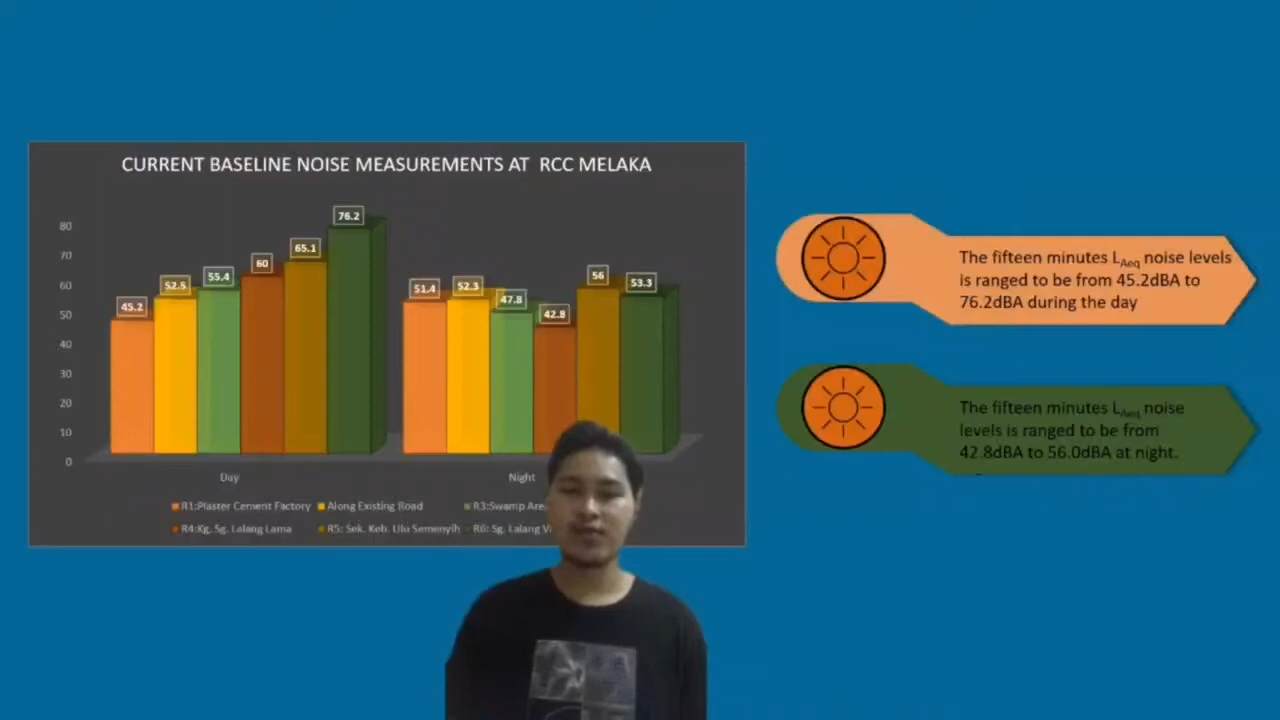 CURRENT BASELINE NOISE MEASUREMENTS AT RCC MELAKA
80
70
60
50
40
30
20
10
0
45.2
52.5
55.4
60
65.1
76.2
51.4
52.3
47.8
42.8
56
53.3
Day
Night
R1:Plaster Cement Factory
Along Existing Road
R3:Swamp Are
R4:Kg. Sg. Lalang Lama
R5: Sek. Keb. Ulu Semenyih
R6: Sg. Lalang
The fifteen minutes LAeq noise levels
is ranged to be from 45.2dBA to
76.2dBA during the day
The fifteen minutes LAeq noise
levels is ranged to be from
42.8dBA to 56.0dBA at night.